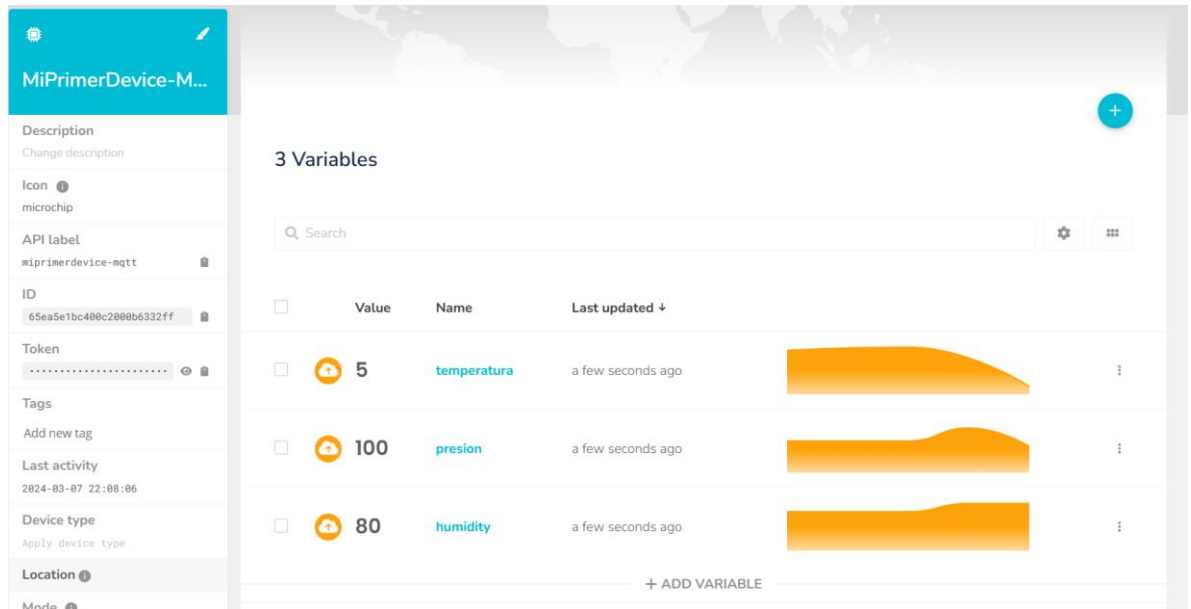 MiPrimerDevice-M...
Description
Change description
Icon
microchip
API label
miprimerdevice-mqtt
ID
65ea5e1bc400c2000b6332ff
Token
Tags
Add new tag
Last activity
2024-03-07 22:08:06
Device type
Apply device type
Location
Mode
3 Variables
Search
Value Name Last updated ↓
5 temperatura a few seconds ago
100 presion a few seconds ago
80 humidity a few seconds ago
+ ADD VARIABLE